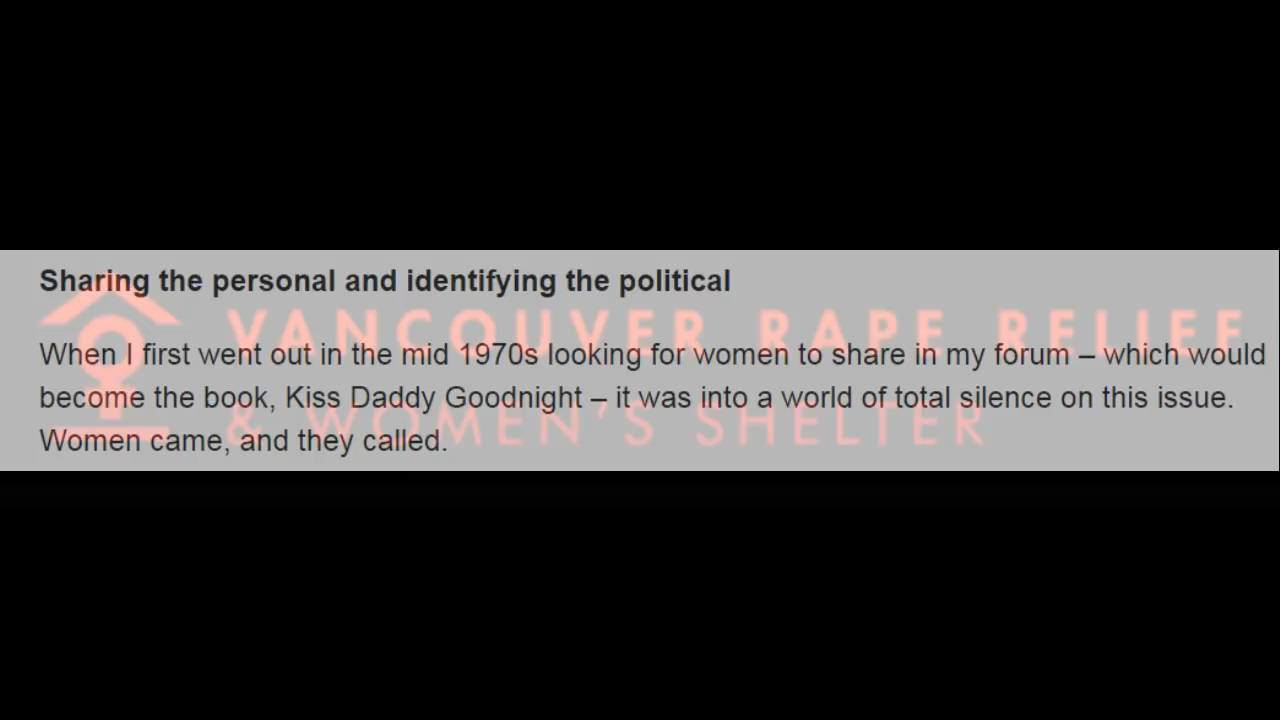 Sharing the personal and identifying the political
VANCOUVER RAPE RELIEF
When I first went out in the mid 1970s looking for women to share in my forum – which would
become the book, Kiss Daddy Goodnight – it was into a world of total silence on this issue.
& WOMEN'S SHELTER
Women came, and they called.